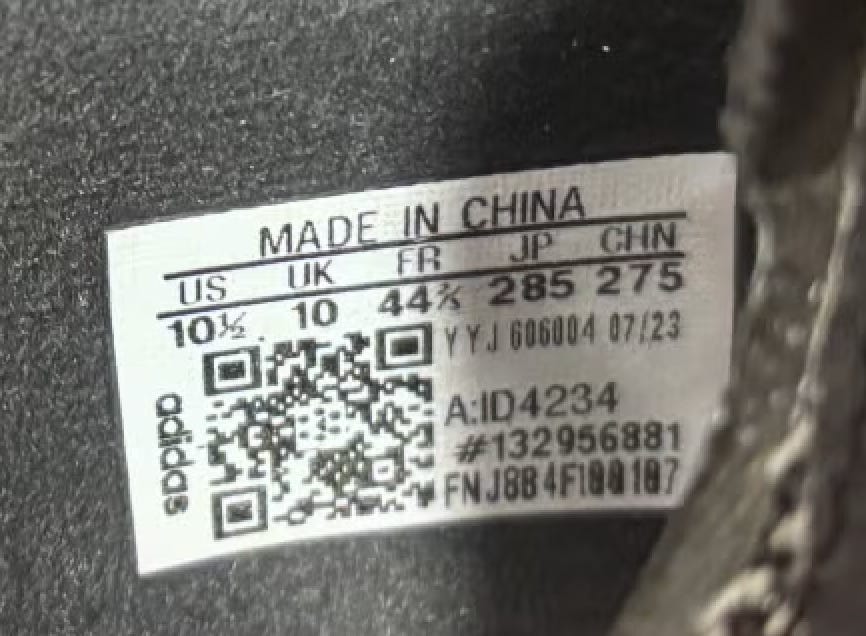 MADE IN CHINA
US UK FR JP CHN
10½ 10 44⅔ 285 275
YYJ 606004 07/23
A:ID4234
#132956881
adidas